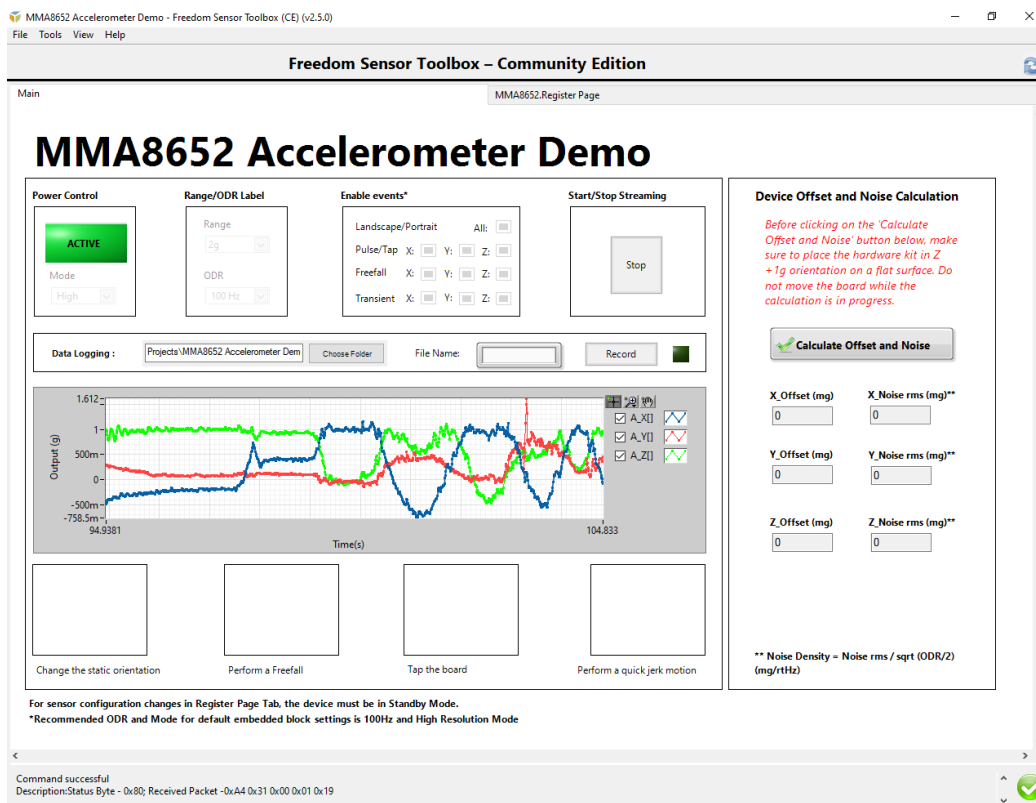 MMA8652 Accelerometer Demo - Freedom Sensor Toolbox (CE) (v2.5.0)
File Tools View Help
Freedom Sensor Toolbox – Community Edition
Main
MMA8652.Register Page
MMA8652 Accelerometer Demo
Power Control
ACTIVE
Mode
High
Range/ODR Label
Range
2g
ODR
100 Hz
Enable events*
Landscape/Portrait All:
Pulse/Tap X: Y: Z:
Freefall X: Y: Z:
Transient X: Y: Z:
Start/Stop Streaming
Stop
Data Logging :
Projects\MMA8652 Accelerometer Dem
Choose Folder
File Name:
Record
Output (g)
1.612
1
500m
0
-500m
-758.5m
94.9381
104.833
Time(s)
A_X[]
A_Y[]
A_Z[]
Change the static orientation
Perform a Freefall
Tap the board
Perform a quick jerk motion
Device Offset and Noise Calculation
Before clicking on the 'Calculate
Offset and Noise' button below, make
sure to place the hardware kit in Z
+1g orientation on a flat surface. Do
not move the board while the
calculation is in progress.
Calculate Offset and Noise
X_Offset (mg) X_Noise rms (mg)**
0 0
Y_Offset (mg) Y_Noise rms (mg)**
0 0
Z_Offset (mg) Z_Noise rms (mg)**
0 0
** Noise Density = Noise rms / sqrt (ODR/2)
(mg/rtHz)
For sensor configuration changes in Register Page Tab, the device must be in Standby Mode.
*Recommended ODR and Mode for default embedded block settings is 100Hz and High Resolution Mode
Command successful
Description:Status Byte - 0x80; Received Packet -0xA4 0x31 0x00 0x01 0x19